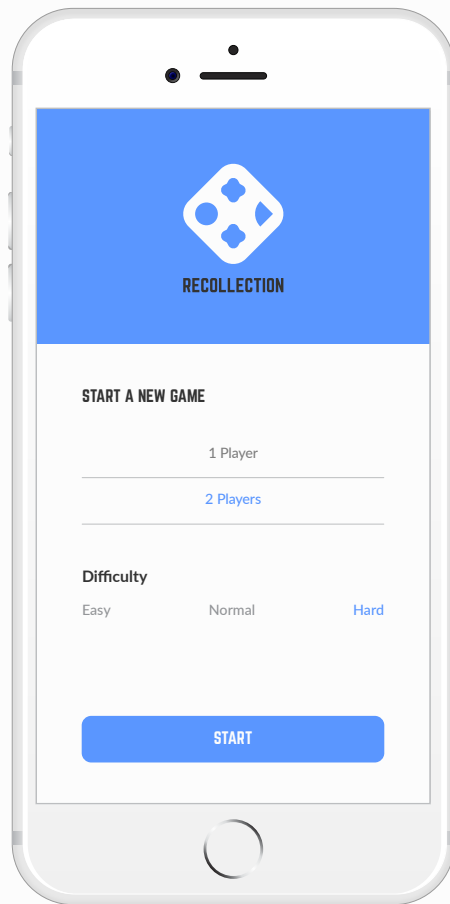 RECOLLECTION
START A NEW GAME
1 Player
2 Players
Difficulty
Easy Normal Hard
START